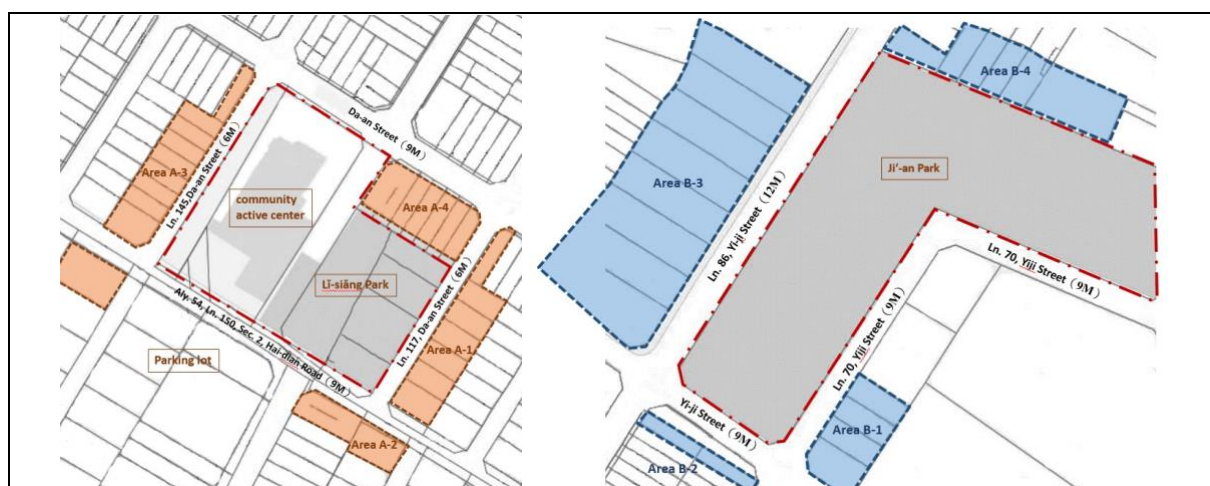 Da-an Street (9M)
Area A-3
Ln. 145,Da-an Street (6M)
community
active center
Area A-4
Lī-siāng Park
Ln. 117, Da-an Street (6M)
Area A-1
Aly. 54, Ln. 150, Sec. 2, Hai-dian Road (9M)
Parking lot
Area A-2
Area B-4
Area B-3
Ji'-an Park
Ln. 86, Yi-ji Street (12M)
Ln. 70, Yiji Street (9M)
Ln. 70, Yiji Street (9M)
Yi-ji Street (9M)
Area B-1
Area B-2